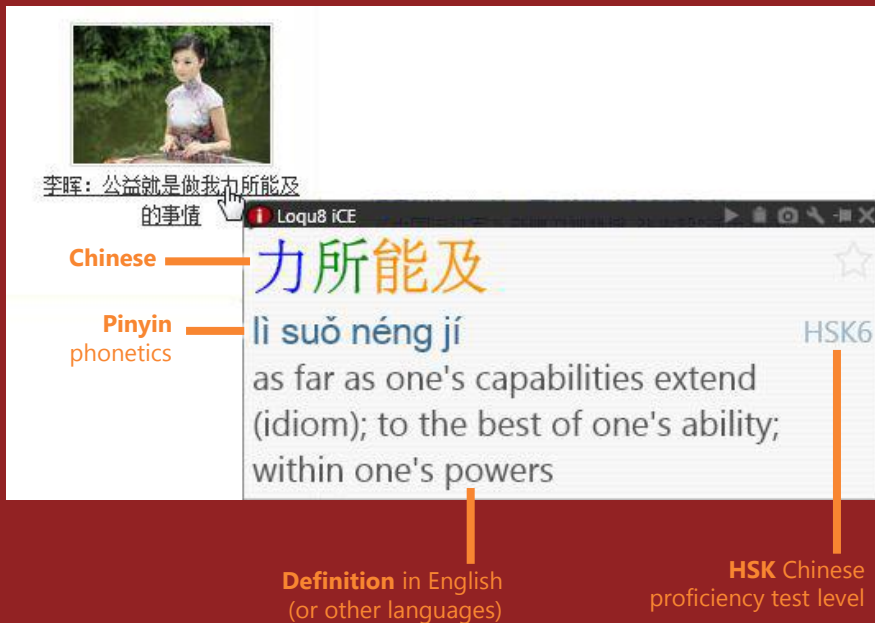 李晖：公益就是做我力所能及
的事情
Loqu8 iCE
Chinese
力所能及
Pinyin
phonetics
lì suǒ néng jí
HSK6
as far as one's capabilities extend
(idiom); to the best of one's ability;
within one's powers
Definition in English
(or other languages)
HSK Chinese
proficiency test level